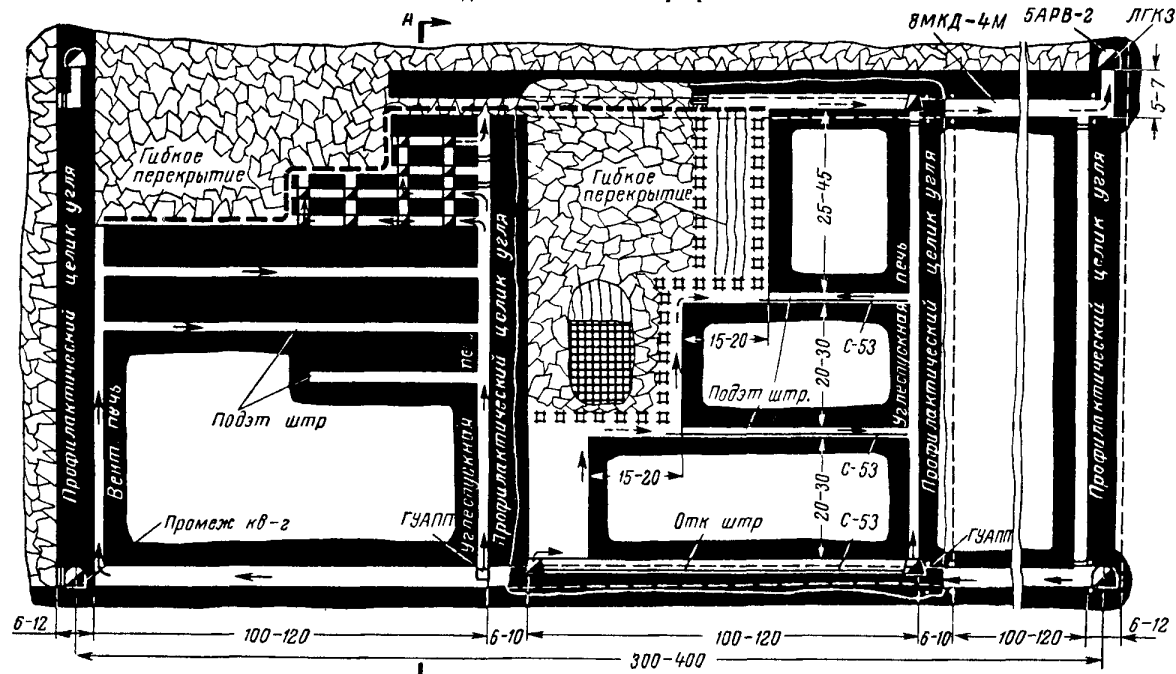 А
8МКД-4М
5АРВ-2
ЛГКЗ
5-7
Гибкое
перекрытие
Гибкое
перекрытие
25-45
Профилактический целик угля
Вент. печь
Подэт штр
Промеж кв-г
ГУАПП
Углеспускная печь
Профилактический целик угля
15-20
Подэт штр.
С-53
20-30
15-20
С-53
20-30
Отк штр
С-53
Углеспускная печь
Профилактический целик угля
ГУАПП
Профилактический целик угля
6-12
100-120
6-10
100-120
6-10
100-120
6-12
300-400